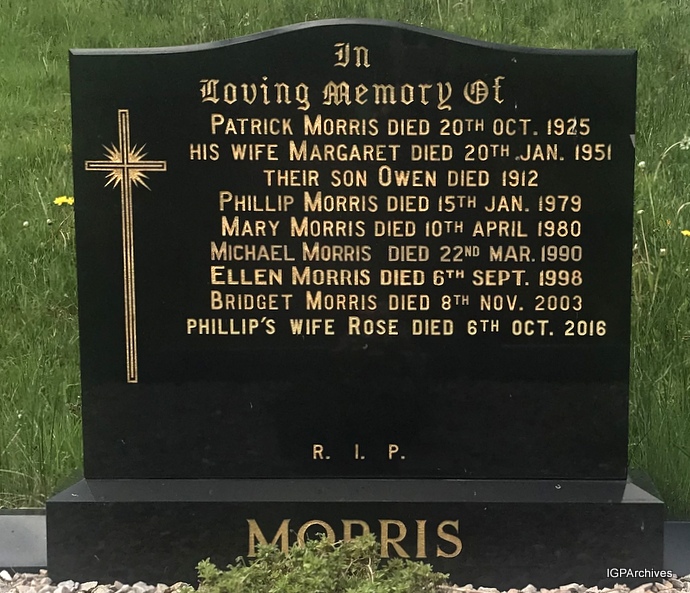 In
Loving Memory Of
PATRICK MORRIS DIED 20TH OCT. 1925
HIS WIFE MARGARET DIED 20TH JAN. 1951
THEIR SON OWEN DIED 1912
PHILLIP MORRIS DIED 15TH JAN. 1979
MARY MORRIS DIED 10TH APRIL 1980
MICHAEL MORRIS DIED 22ND MAR. 1990
ELLEN MORRIS DIED 6TH SEPT. 1998
BRIDGET MORRIS DIED 8TH NOV. 2003
PHILLIP'S WIFE ROSE DIED 6TH OCT. 2016
R. I. P.
MORRIS
IGPArchives